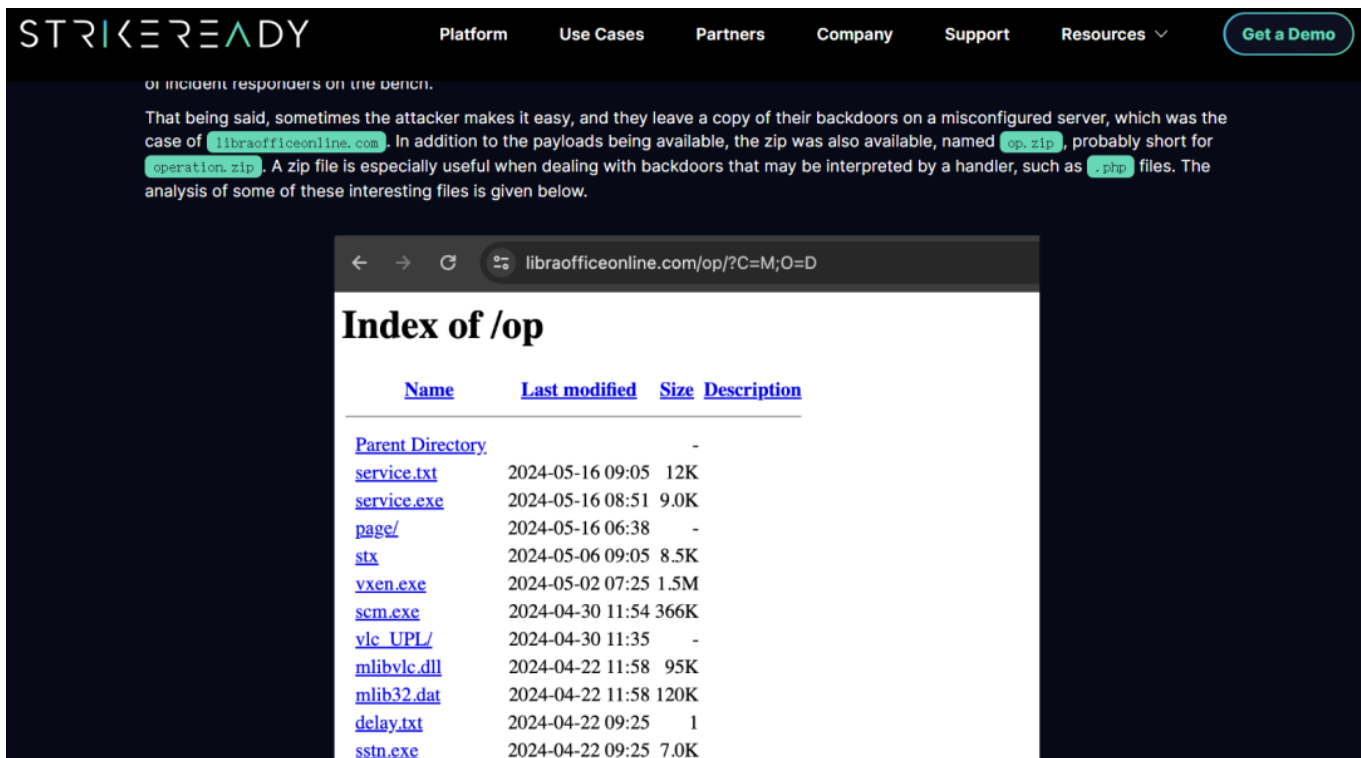 STRIKEREADY Platform Use Cases Partners Company Support Resources Get a Demo
of incident responders on the bench.
That being said, sometimes the attacker makes it easy, and they leave a copy of their backdoors on a misconfigured server, which was the
case of libraofficeonline.com . In addition to the payloads being available, the zip was also available, named op.zip , probably short for
operation.zip . A zip file is especially useful when dealing with backdoors that may be interpreted by a handler, such as .php files. The
analysis of some of these interesting files is given below.
libraofficeonline.com/op/?C=M;O=D
Index of /op
Name Last modified Size Description
Parent Directory -
service.txt 2024-05-16 09:05 12K
service.exe 2024-05-16 08:51 9.0K
page/ 2024-05-16 06:38 -
stx 2024-05-06 09:05 8.5K
vxen.exe 2024-05-02 07:25 1.5M
scm.exe 2024-04-30 11:54 366K
vlc_UPL/ 2024-04-30 11:35 -
mlibvlc.dll 2024-04-22 11:58 95K
mlib32.dat 2024-04-22 11:58 120K
delay.txt 2024-04-22 09:25 1
sstn.exe 2024-04-22 09:25 7.0K